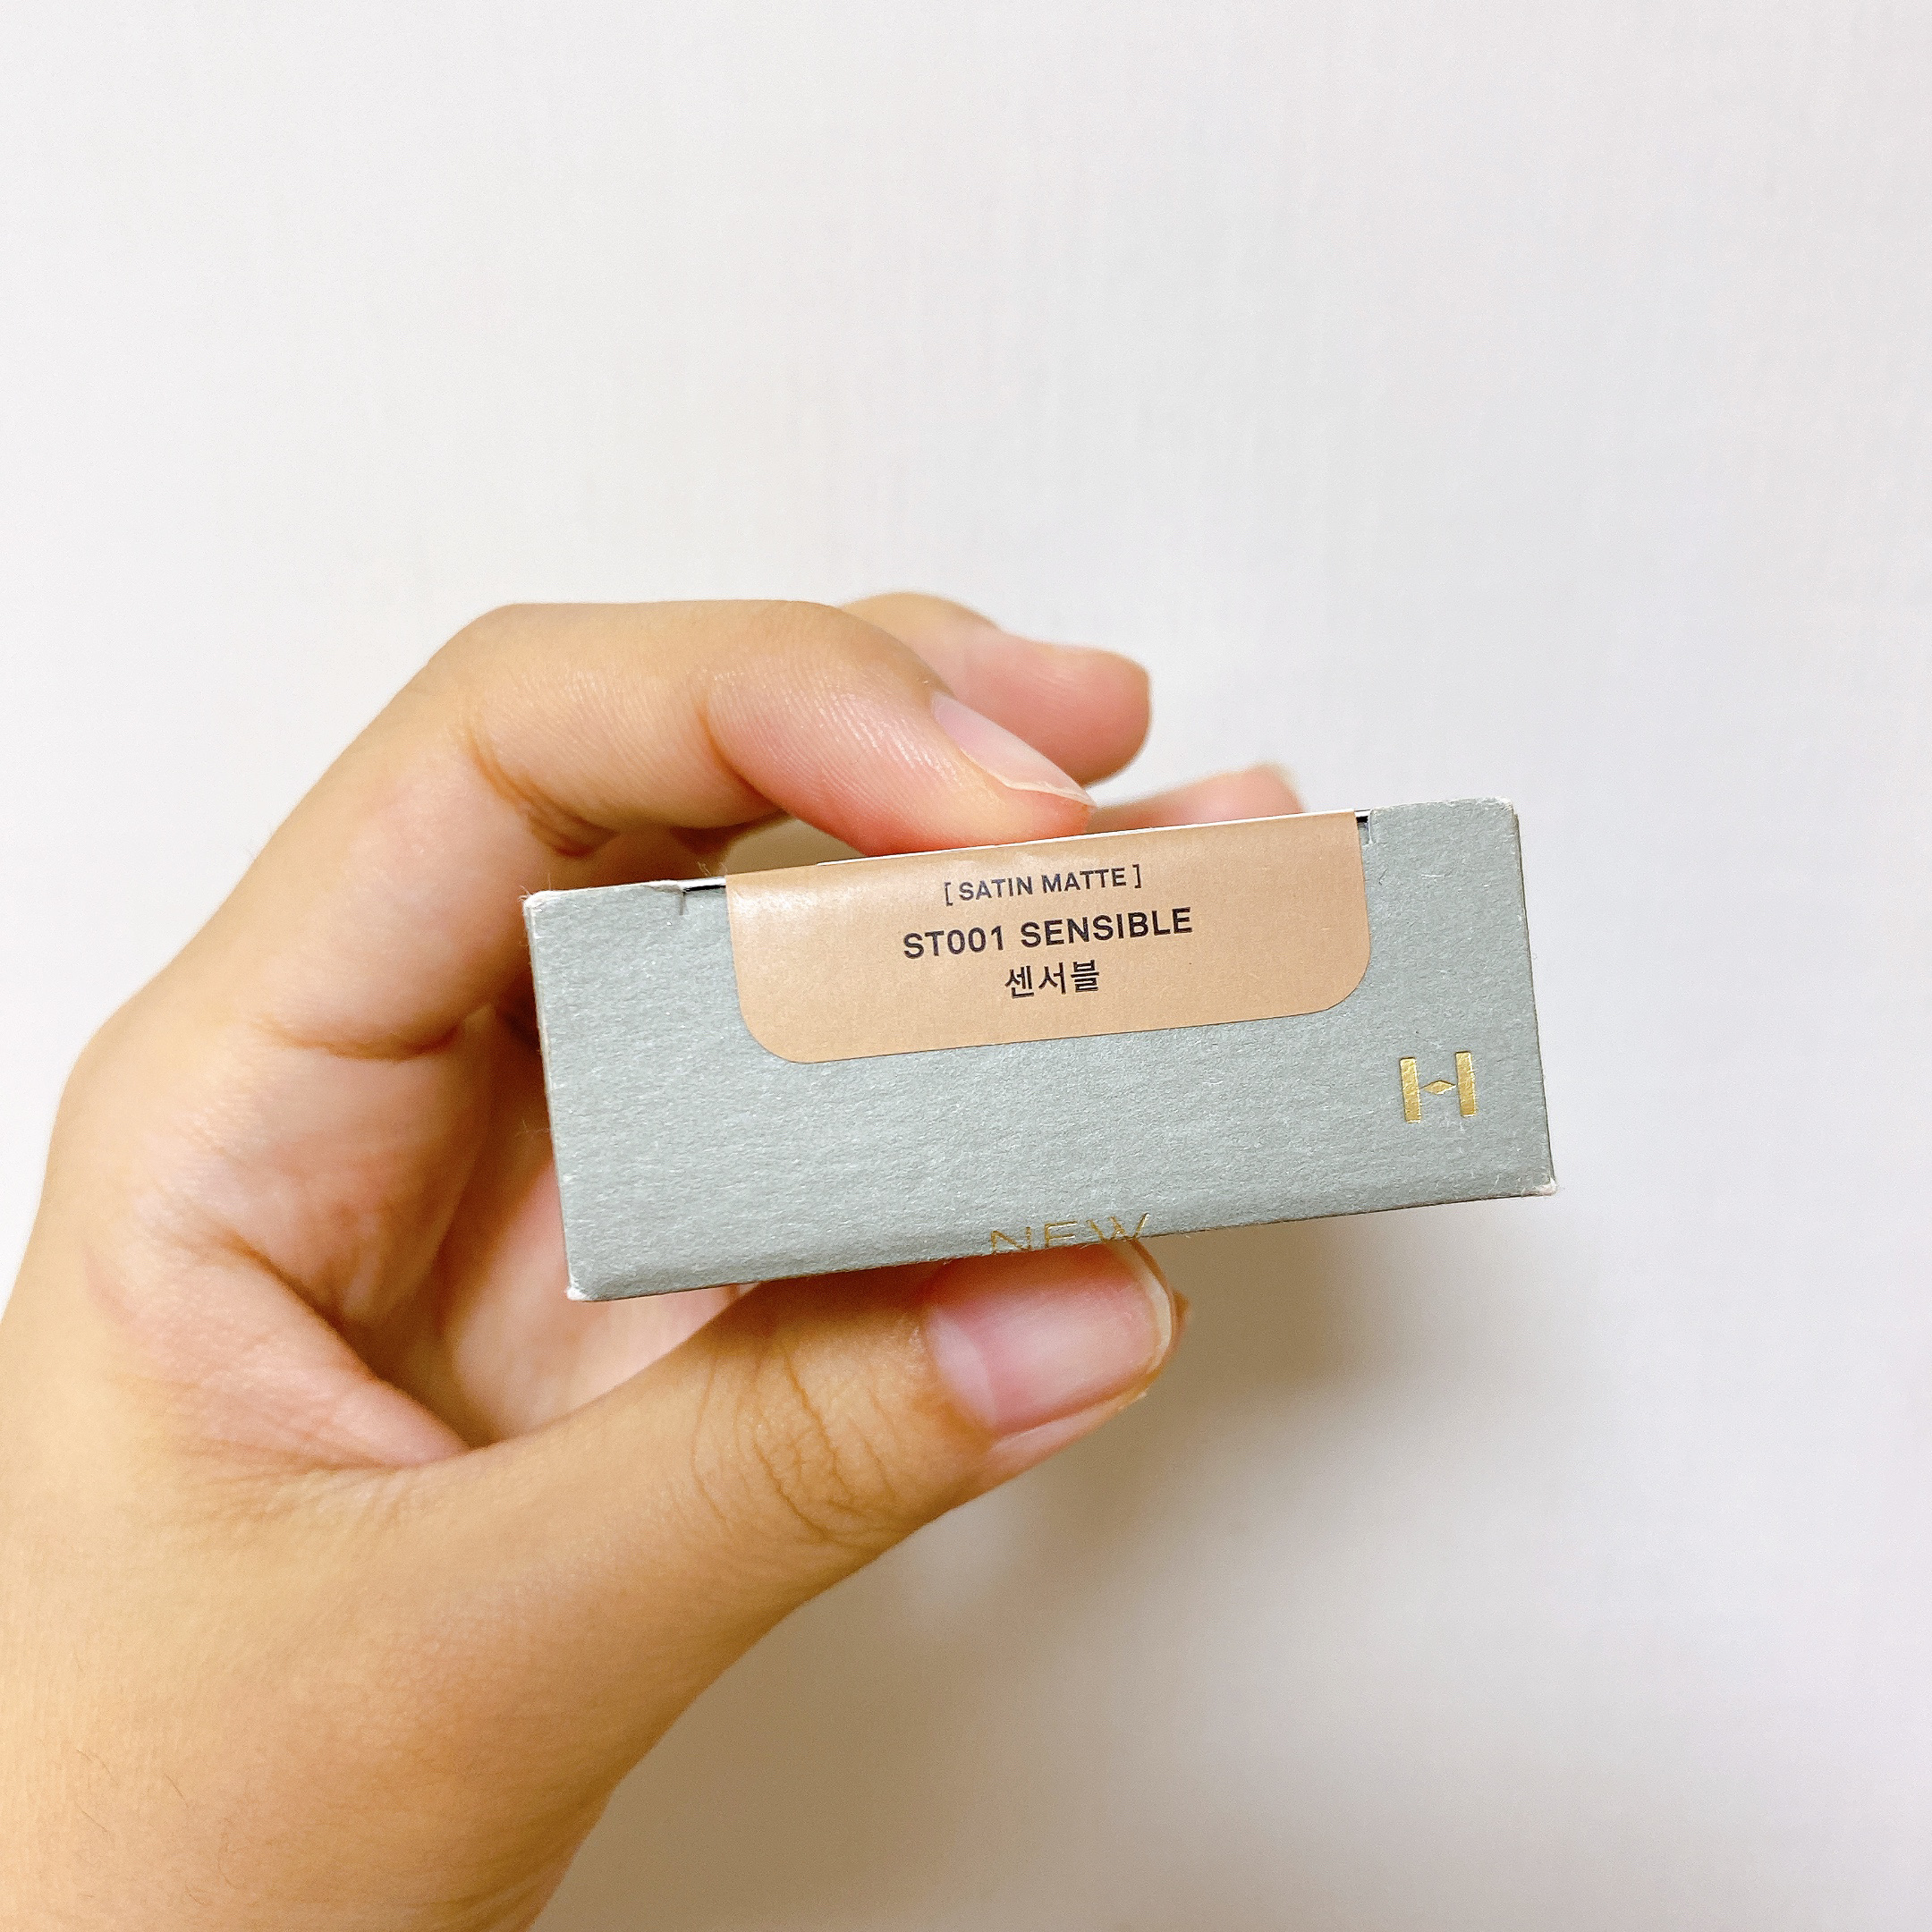 [ SATIN MATTE ]
ST001 SENSIBLE
센서블
H
NEW